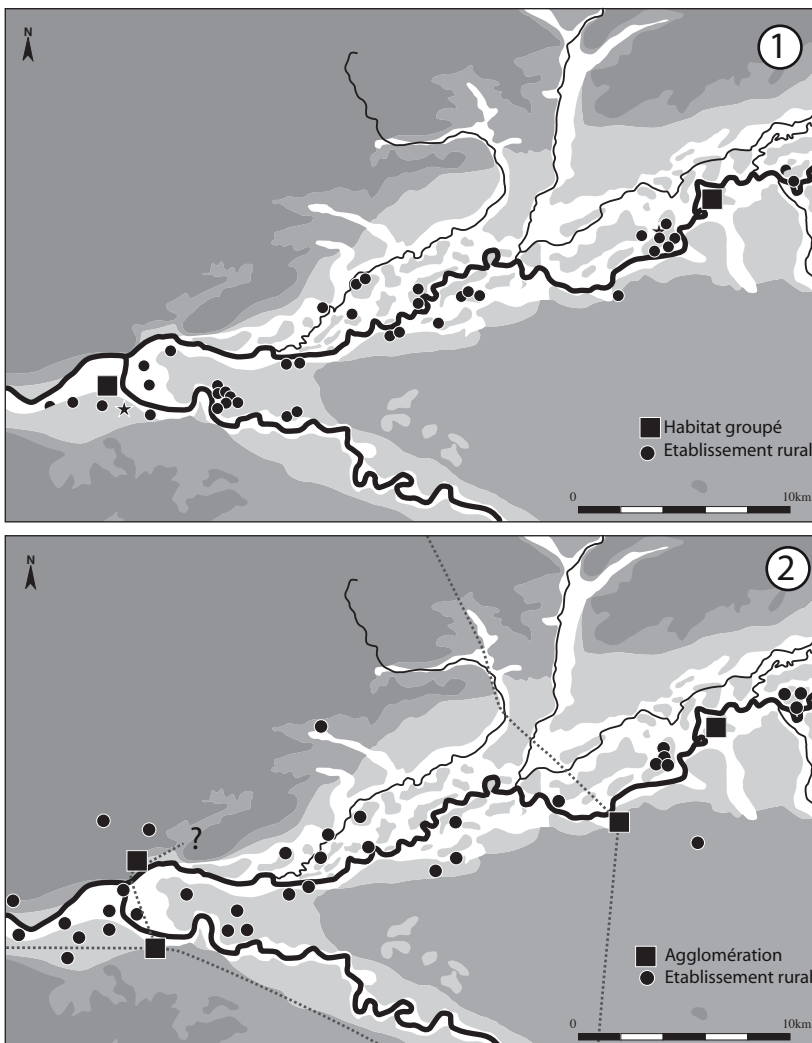 N
1
Habitat groupé
Etablissement rural
0
10km
N
2
?
Agglomération
Etablissement rural
0
10km